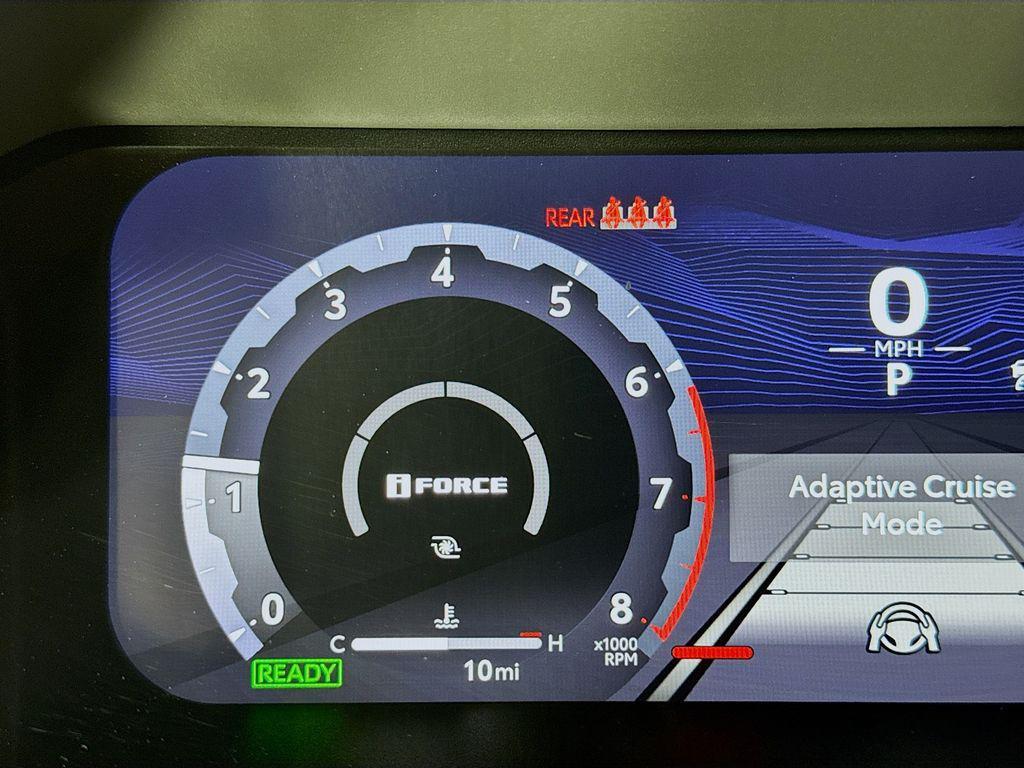 REAR
4
3
5
0
MPH
2
6
P
Adaptive Cruise
Mode
1
iFORCE
7
0
8
C
H
x1000
RPM
READY
10mi